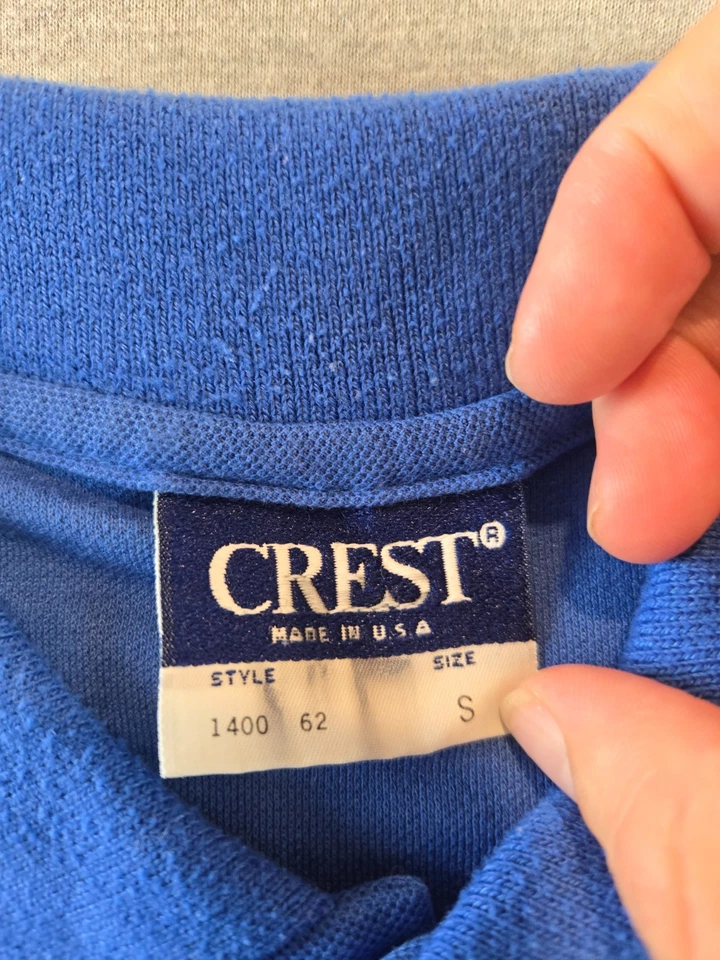 CREST®
MADE IN U.S.A
STYLE SIZE
1400 62 S